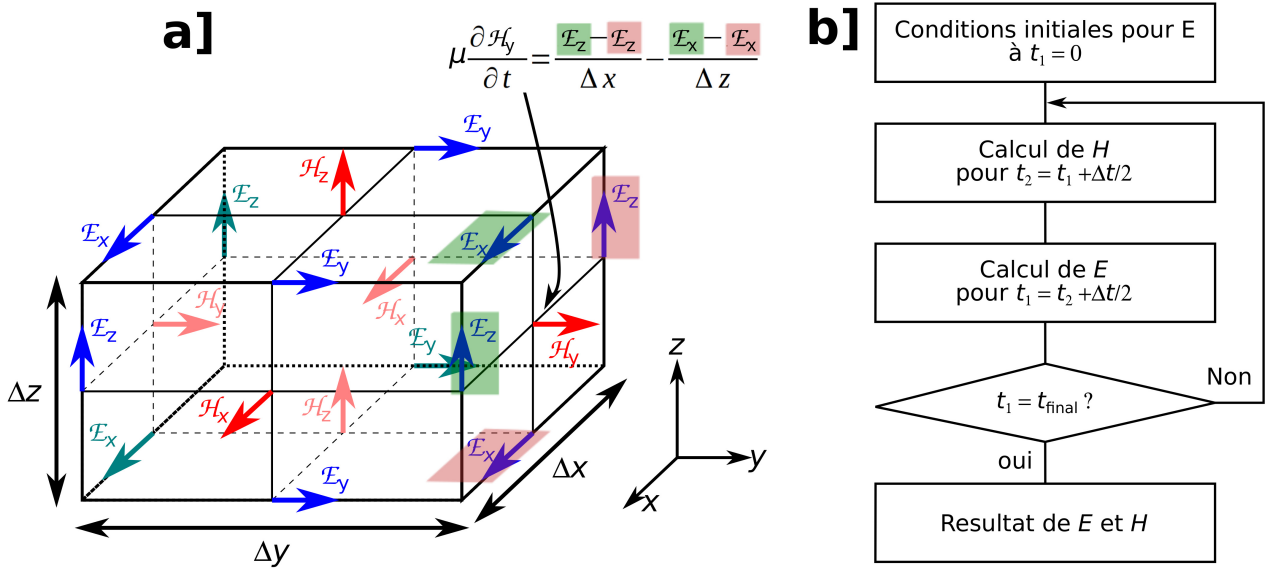 a]
μ ∂ℋy/∂t = (ℰz − ℰz)/Δx − (ℰx − ℰx)/Δz
ℰy
ℋz
ℰz
ℰz
ℰx
ℰy
ℰx
ℋy
ℋx
ℰz
ℰy
ℰz
ℋy
Δz
ℋx
ℋz
ℰx
ℰx
ℰy
Δx
Δy
z
y
x
b]
Conditions initiales pour E
à t1 = 0
Calcul de H
pour t2 = t1 +Δt/2
Calcul de E
pour t1 = t2 +Δt/2
t1 = tfinal ?
Non
oui
Resultat de E et H